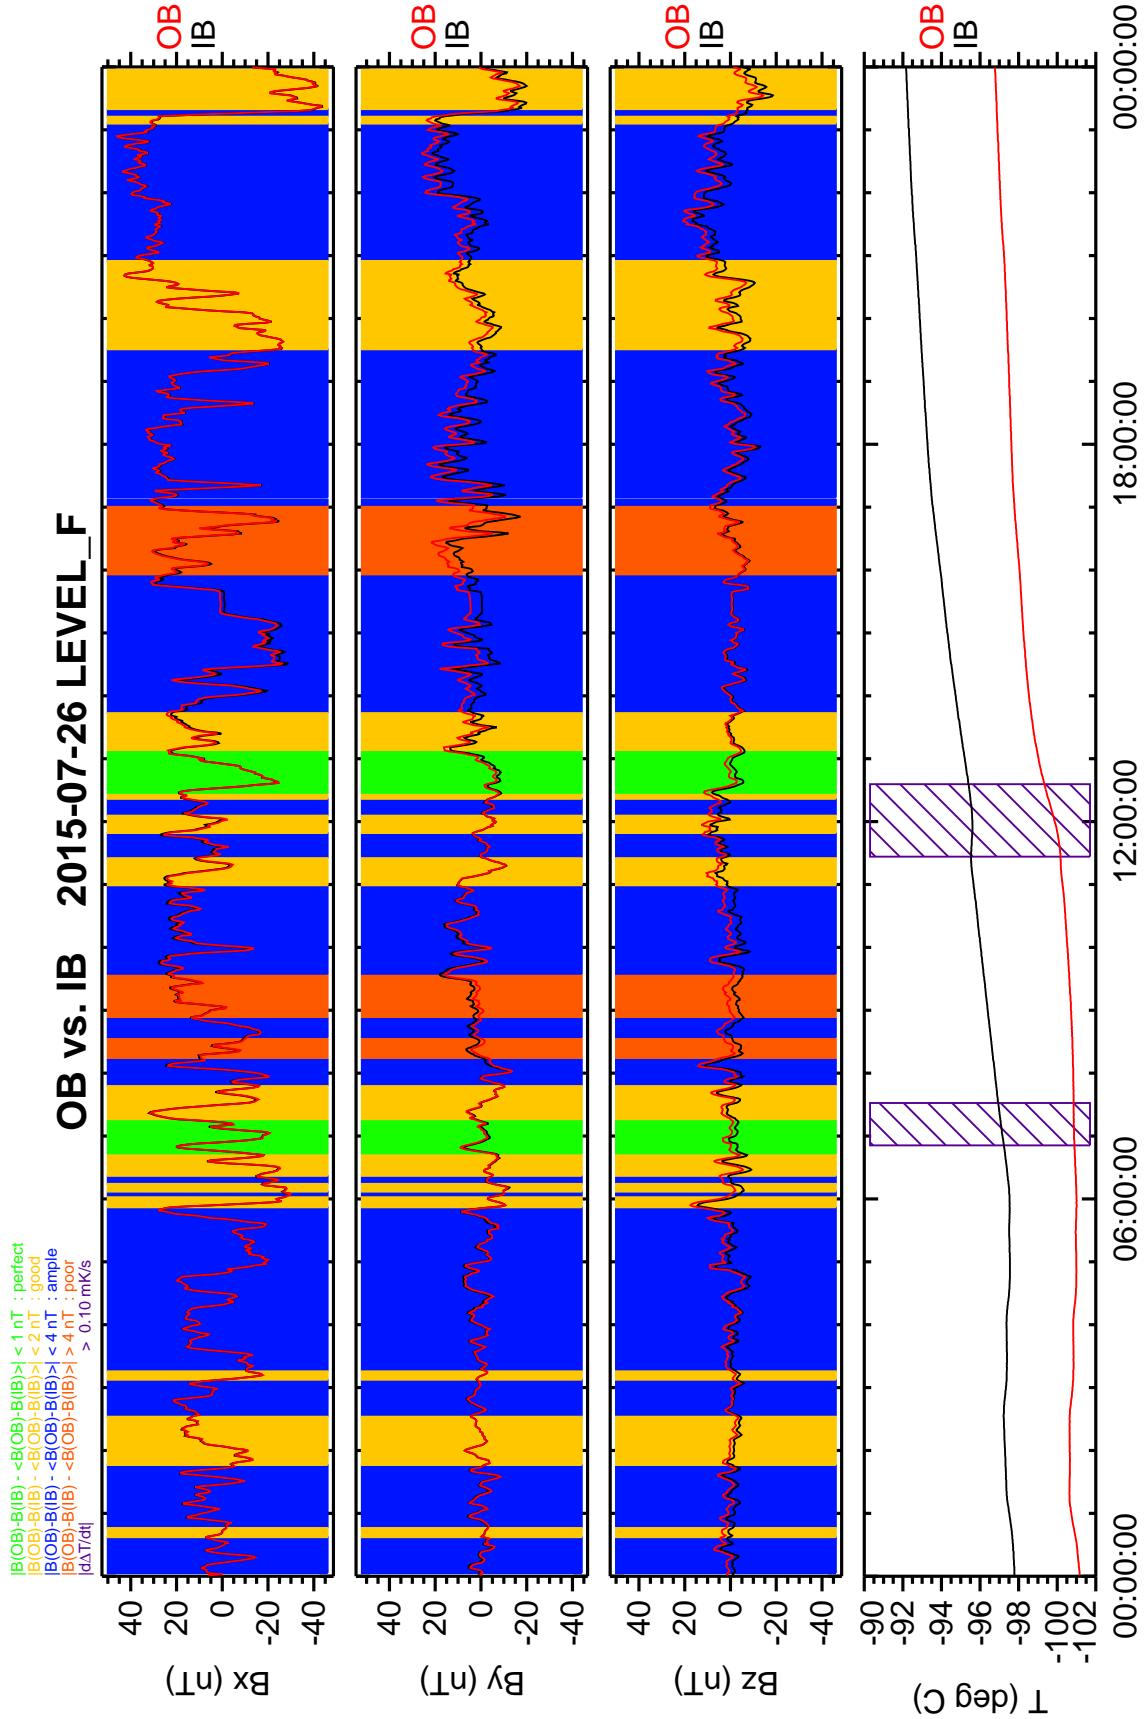 OB vs. IB 2015-07-26 LEVEL_F
|B(OB)-B(IB) - <B(OB)-B(IB)>| < 1 nT : perfect
|B(OB)-B(IB) - <B(OB)-B(IB)>| < 2 nT : good
|B(OB)-B(IB) - <B(OB)-B(IB)>| < 4 nT : ample
|B(OB)-B(IB) - <B(OB)-B(IB)>| > 4 nT : poor
|dΔT/dt| > 0.10 mK/s
Bx (nT)
40
20
0
-20
-40
OB
IB
By (nT)
40
20
0
-20
-40
OB
IB
Bz (nT)
40
20
0
-20
-40
OB
IB
T (deg C)
-90
-92
-94
-96
-98
-100
-102
OB
IB
00:00:00 06:00:00 12:00:00 18:00:00 00:00:00